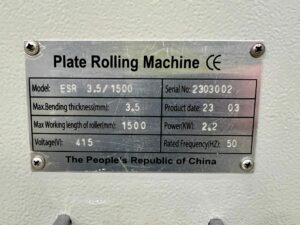 Plate Rolling Machine CE
Model: ESR 3.5/1500 Serial No: 2303002
Max.Bending thickness(mm): 3.5 Product date: 23 03
Max Working length of roller(mm): 1500 Power(KW): 2.2
Voltage(V): 415 Rated Frequency(HZ): 50
The People's Republic of China